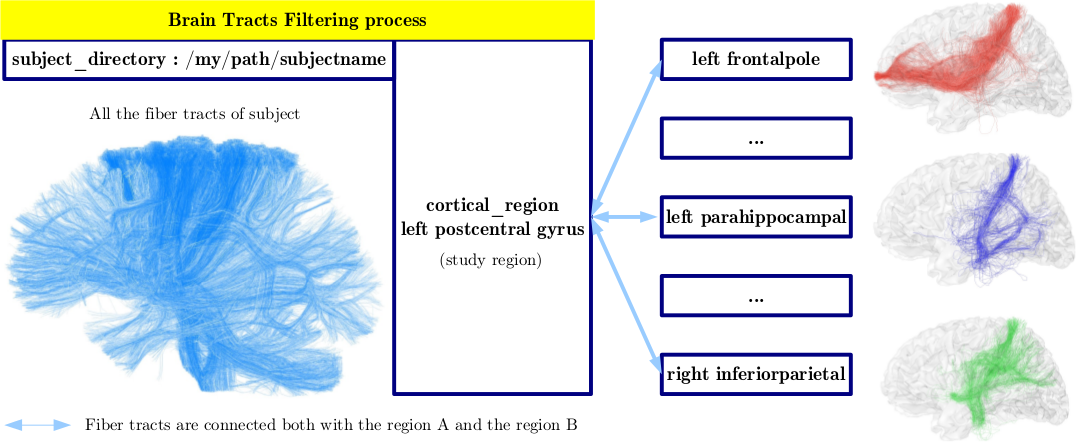 Brain Tracts Filtering process
subject_directory : /my/path/subjectname
All the fiber tracts of subject
cortical_region
left postcentral gyrus
(study region)
left frontalpole
...
left parahippocampal
...
right inferiorparietal
Fiber tracts are connected both with the region A and the region B